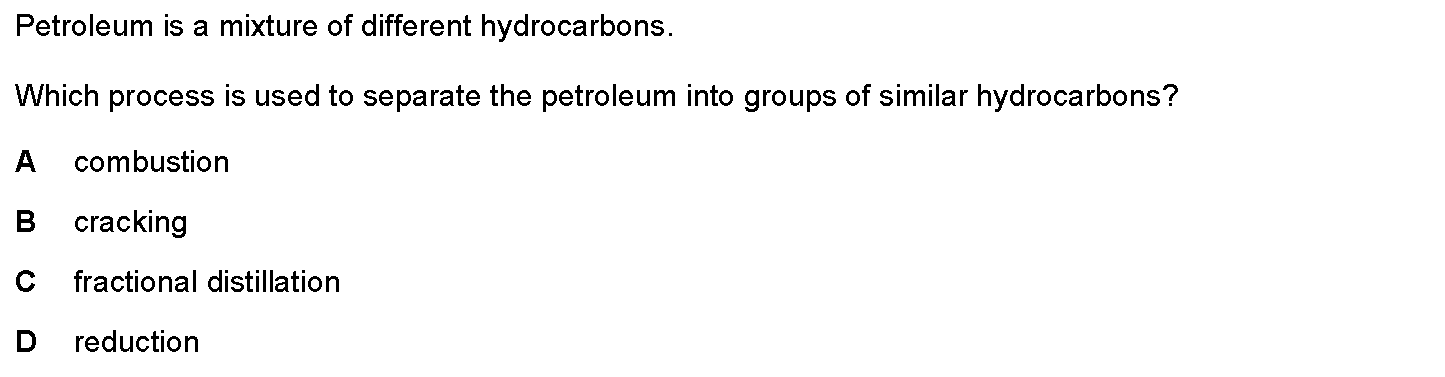 Petroleum is a mixture of different hydrocarbons.
Which process is used to separate the petroleum into groups of similar hydrocarbons?
A combustion
B cracking
C fractional distillation
D reduction